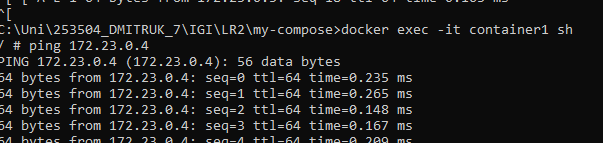 ^[
C:\Uni\253504_DMITRUK_7\IGI\LR2\my-compose>docker exec -it container1 sh
/ # ping 172.23.0.4
PING 172.23.0.4 (172.23.0.4): 56 data bytes
64 bytes from 172.23.0.4: seq=0 ttl=64 time=0.235 ms
64 bytes from 172.23.0.4: seq=1 ttl=64 time=0.265 ms
64 bytes from 172.23.0.4: seq=2 ttl=64 time=0.148 ms
64 bytes from 172.23.0.4: seq=3 ttl=64 time=0.167 ms
64 bytes from 172.23.0.4: seq=4 ttl=64 time=0.209 ms